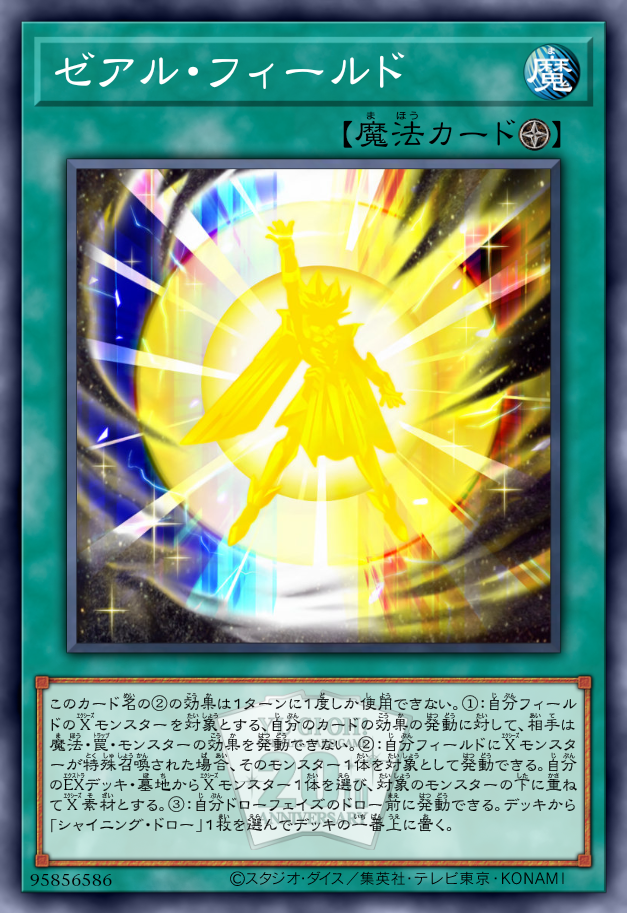 ゼアル・フィールド
魔
【魔法カード】
このカード名の②の効果は1ターンに1度しか使用できない。①:自分フィール
ドのXモンスターを対象とする、自分のカードの効果の発動に対して、相手は
魔法・罠・モンスターの効果を発動できない。②:自分フィールドにXモンスタ
ーが特殊召喚された場合、そのモンスター1体を対象として発動できる。自分
のEXデッキ・墓地からXモンスター1体を選び、対象のモンスターの下に重ね
てX素材とする。③:自分ドローフェイズのドロー前に発動できる。デッキから
「シャイニング・ドロー」1枚を選んでデッキの一番上に置く。
95856586 ©スタジオ・ダイス/集英社・テレビ東京・KONAMI